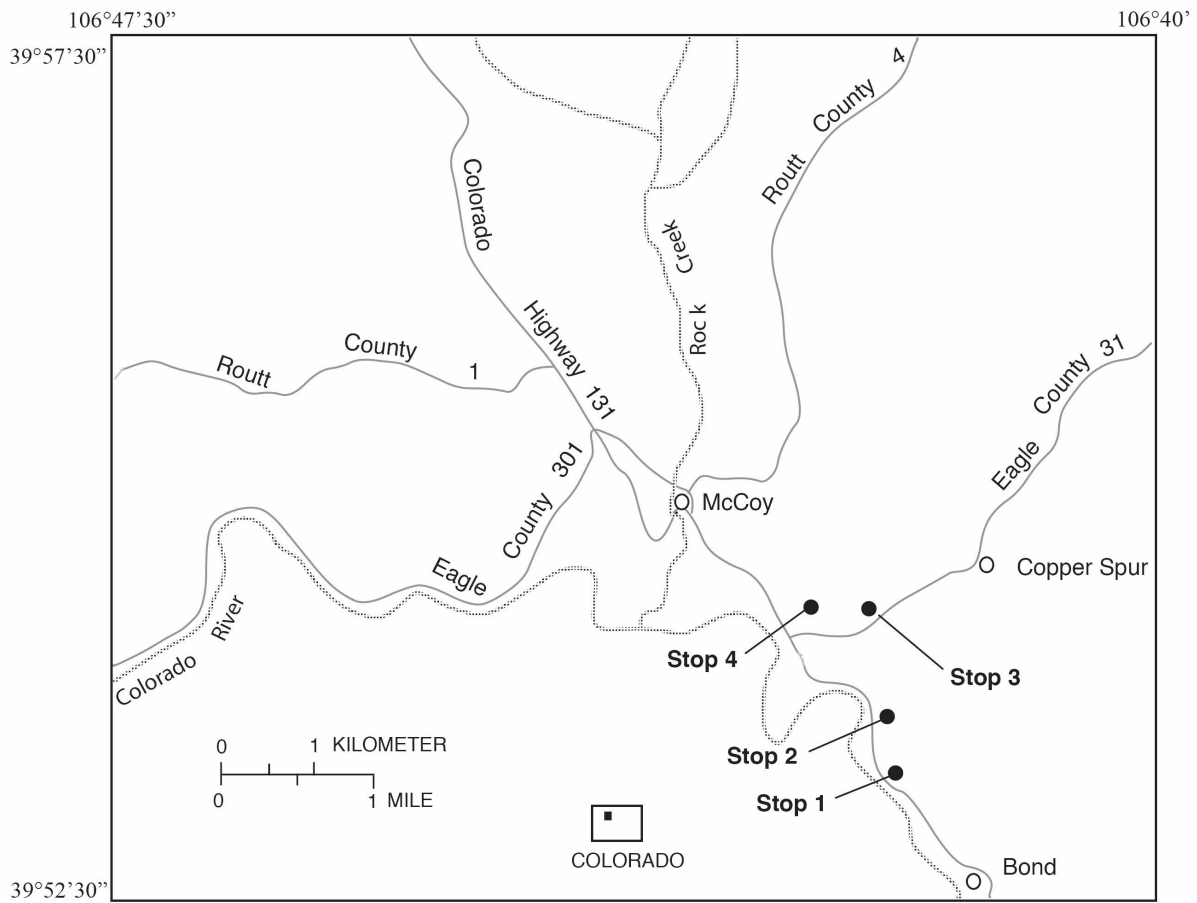 106°47'30”
106°40'
39°57'30”
Routt County 4
Colorado Highway 131
Rock Creek
Routt County 1
Eagle County 31
Eagle County 301
McCoy
Copper Spur
Colorado River
Stop 4
Stop 3
Stop 2
Stop 1
0 1 KILOMETER
0 1 MILE
COLORADO
Bond
39°52'30”